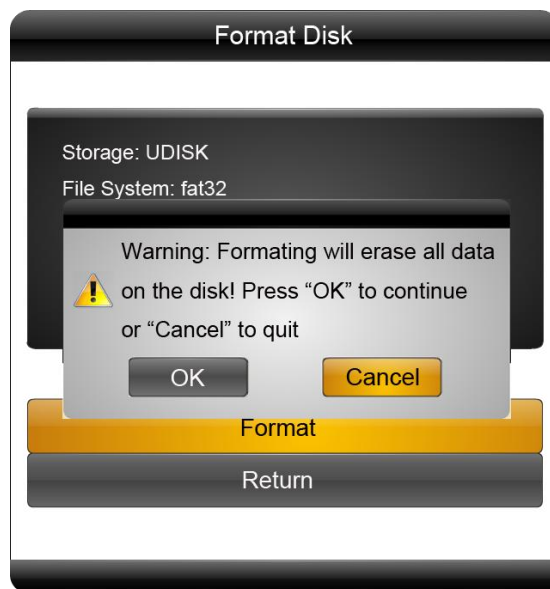 Format Disk
Storage: UDISK
File System: fat32
Warning: Formating will erase all data
on the disk! Press “OK” to continue
or “Cancel” to quit
OK
Cancel
Format
Return